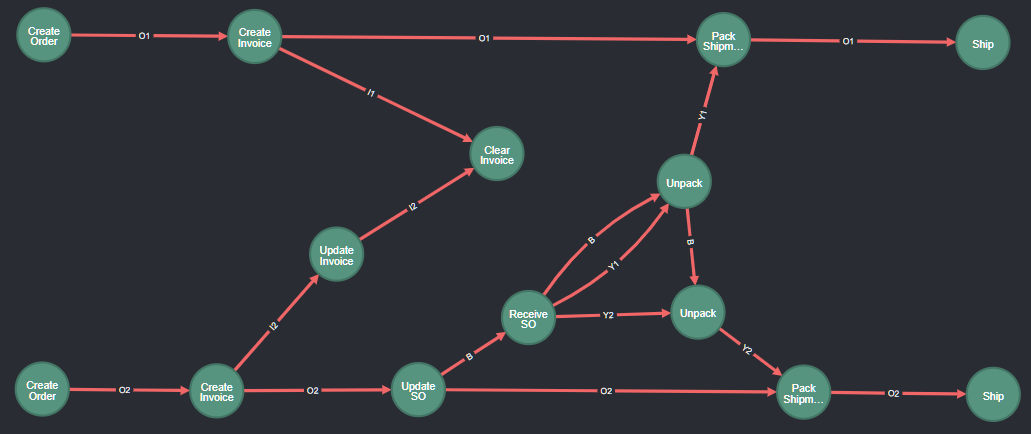 Create
Order
O1
Create
Invoice
O1
Pack
Shipm...
O1
Ship
I1
Y1
Clear
Invoice
Unpack
I2
B
B
Update
Invoice
Y1
Receive
SO
Y2
Unpack
I2
B
Y2
Create
Order
O2
Create
Invoice
O2
Update
SO
O2
Pack
Shipm...
O2
Ship